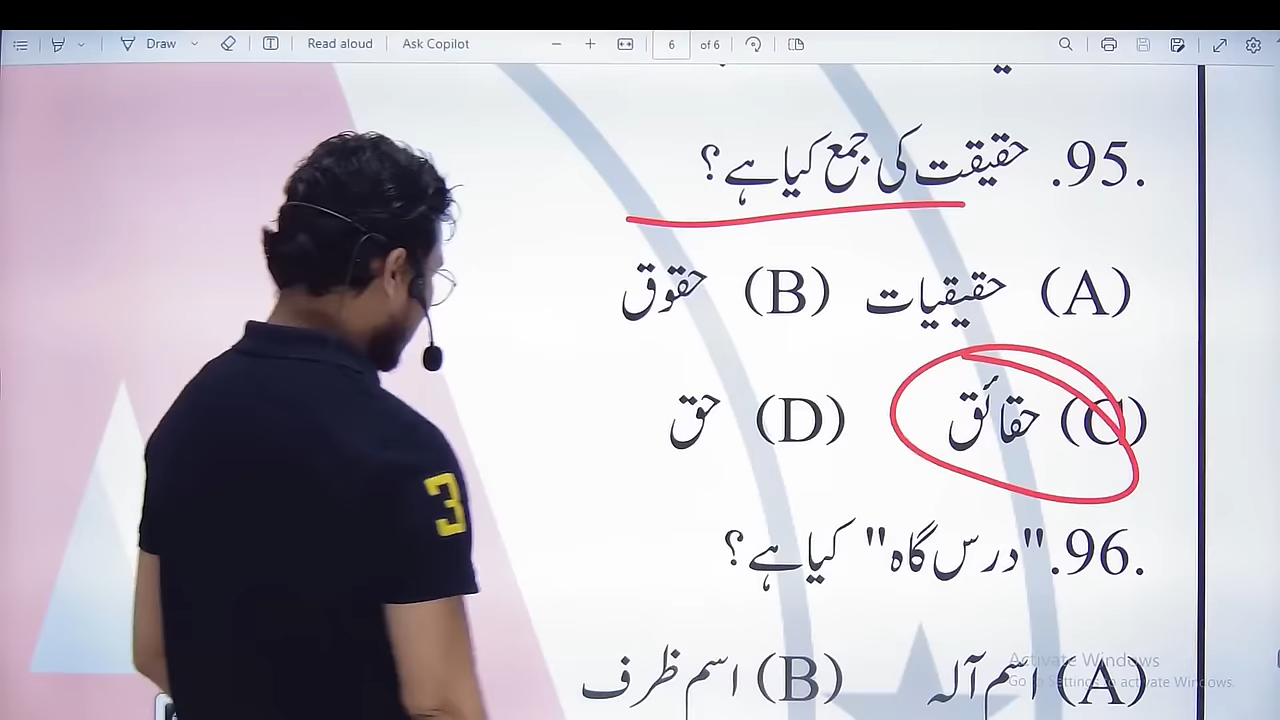 Draw
Read aloud
Ask Copilot
6
of 6
.95. حقیقت کی جمع کیا ہے؟
(A) حقیقیات (B) حقوق
(C) حقائق (D) حق
.96. "درس گاہ" کیا ہے؟
(A) اسم آلہ (B) اسم ظرف
Activate Windows
Go to Settings to activate Windows.
3